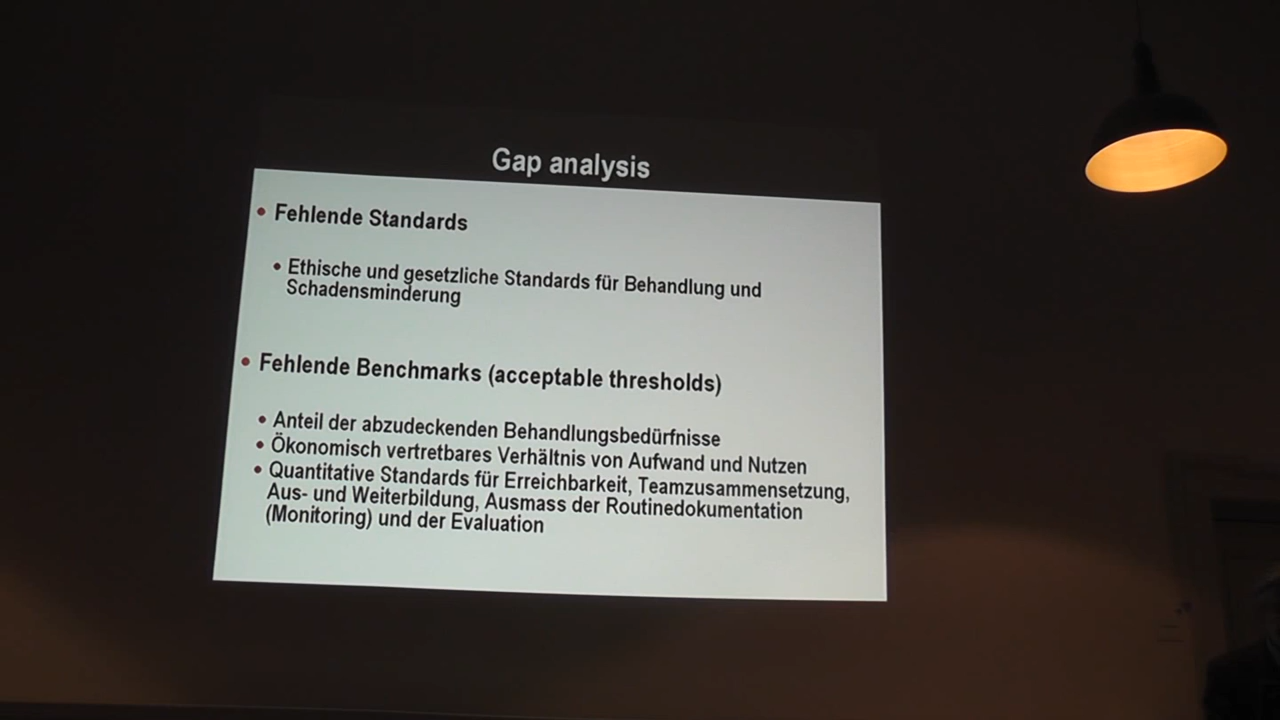 Gap analysis
• Fehlende Standards
• Ethische und gesetzliche Standards für Behandlung und
Schadensminderung
• Fehlende Benchmarks (acceptable thresholds)
• Anteil der abzudeckenden Behandlungsbedürfnisse
• Ökonomisch vertretbares Verhältnis von Aufwand und Nutzen
• Quantitative Standards für Erreichbarkeit, Teamzusammensetzung,
Aus- und Weiterbildung, Ausmass der Routinedokumentation
(Monitoring) und der Evaluation